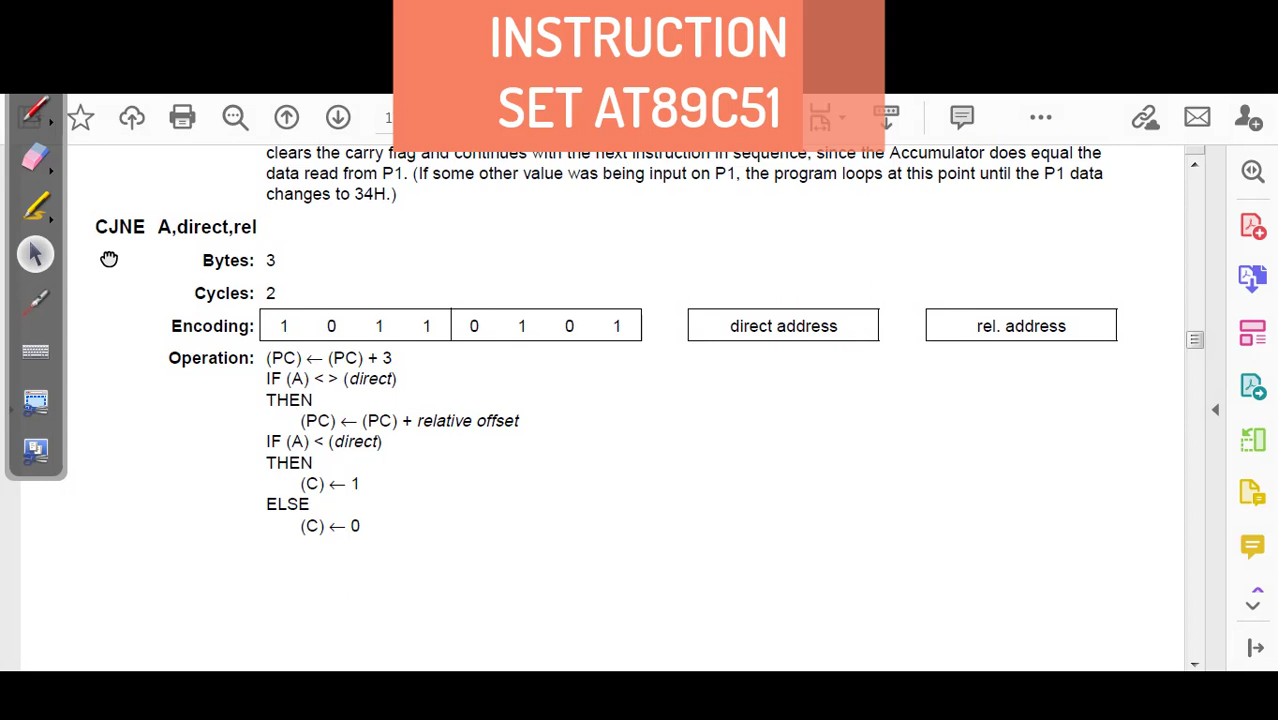 INSTRUCTION
SET AT89C51
1
clears the carry flag and continues with the next instruction in sequence, since the Accumulator does equal the
data read from P1. (If some other value was being input on P1, the program loops at this point until the P1 data
changes to 34H.)
CJNE A,direct,rel
Bytes: 3
Cycles: 2
Encoding: 1 0 1 1 0 1 0 1 direct address rel. address
Operation: (PC) ← (PC) + 3
IF (A) < > (direct)
THEN
(PC) ← (PC) + relative offset
IF (A) < (direct)
THEN
(C) ← 1
ELSE
(C) ← 0